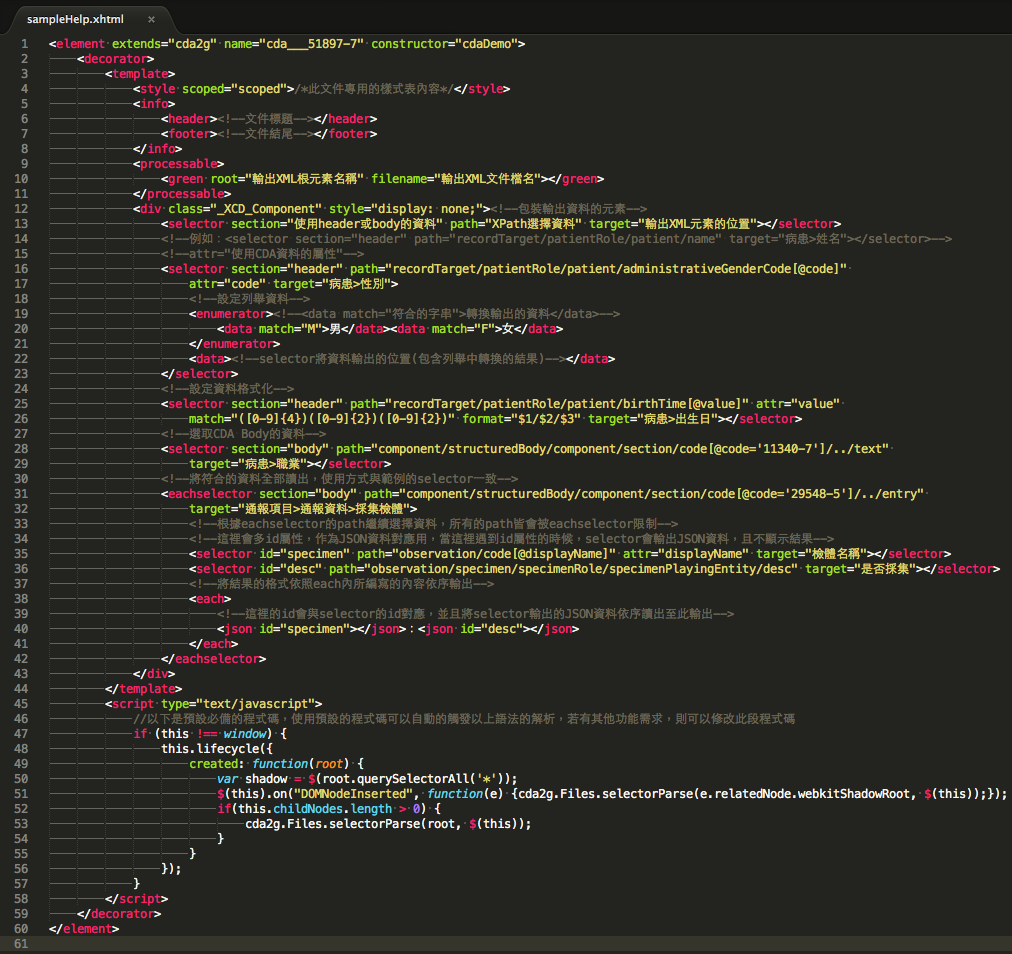 sampleHelp.xhtml ×
1 <element extends="cda2g" name="cda___51897-7" constructor="cdaDemo">
2 <decorator>
3 <template>
4 <style scoped="scoped">/*此文件專用的樣式表內容*/</style>
5 <info>
6 <header><!--文件標題--></header>
7 <footer><!--文件結尾--></footer>
8 </info>
9 <processable>
10 <green root="輸出XML根元素名稱" filename="輸出XML文件檔名"></green>
11 </processable>
12 <div class="_XCD_Component" style="display: none;"><!--包裝輸出資料的元素-->
13 <selector section="使用header或body的資料" path="XPath選擇資料" target="輸出XML元素的位置"></selector>
14 <!--例如：<selector section="header" path="recordTarget/patientRole/patient/name" target="病患>姓名"></selector>-->
15 <!--attr="使用CDA資料的屬性"-->
16 <selector section="header" path="recordTarget/patientRole/patient/administrativeGenderCode[@code]"
17 attr="code" target="病患>性別">
18 <!--設定列舉資料-->
19 <enumerator><!--<data match="符合的字串">轉換輸出的資料</data>-->
20 <data match="M">男</data><data match="F">女</data>
21 </enumerator>
22 <data><!--selector將資料輸出的位置(包含列舉中轉換的結果)--></data>
23 </selector>
24 <!--設定資料格式化-->
25 <selector section="header" path="recordTarget/patientRole/patient/birthTime[@value]" attr="value"
26 match="([0-9]{4})([0-9]{2})([0-9]{2})" format="$1/$2/$3" target="病患>出生日"></selector>
27 <!--選取CDA Body的資料-->
28 <selector section="body" path="component/structuredBody/component/section/code[@code='11340-7']/../text"
29 target="病患>職業"></selector>
30 <!--將符合的資料全部讀出，使用方式與範例的selector一致-->
31 <eachselector section="body" path="component/structuredBody/component/section/code[@code='29548-5']/../entry"
32 target="通報項目>通報資料>採集檢體">
33 <!--根據eachselector的path繼續選擇資料，所有的path皆會被eachselector限制-->
34 <!--這裡會多id屬性，作為JSON資料對應用，當這裡遇到id屬性的時候，selector會輸出JSON資料，且不顯示結果-->
35 <selector id="specimen" path="observation/code[@displayName]" attr="displayName" target="檢體名稱"></selector>
36 <selector id="desc" path="observation/specimen/specimenRole/specimenPlayingEntity/desc" target="是否採集"></selector>
37 <!--將結果的格式依照each內所編寫的內容依序輸出-->
38 <each>
39 <!--這裡的id會與selector的id對應，並且將selector輸出的JSON資料依序讀出至此輸出-->
40 <json id="specimen"></json>：<json id="desc"></json>
41 </each>
42 </eachselector>
43 </div>
44 </template>
45 <script type="text/javascript">
46 //以下是預設必備的程式碼，使用預設的程式碼可以自動的觸發以上語法的解析，若有其他功能需求，則可以修改此段程式碼
47 if (this !== window) {
48 this.lifecycle({
49 created: function(root) {
50 var shadow = $(root.querySelectorAll('*'));
51 $(this).on("DOMNodeInserted", function(e) {cda2g.Files.selectorParse(e.relatedNode.webkitShadowRoot, $(this));});
52 if(this.childNodes.length > 0) {
53 cda2g.Files.selectorParse(root, $(this));
54 }
55 }
56 });
57 }
58 </script>
59 </decorator>
60 </element>
61